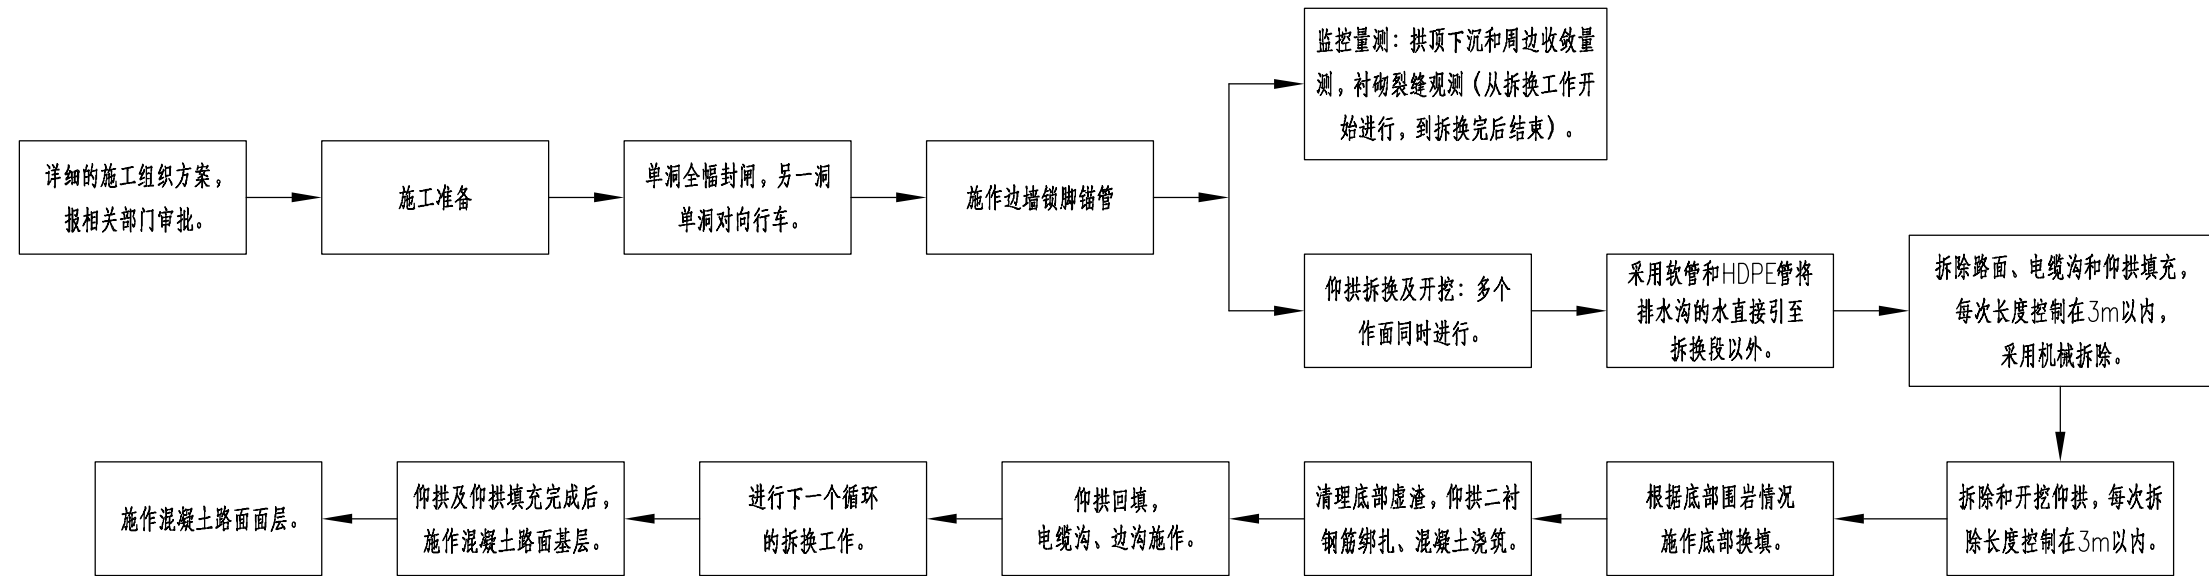 详细的施工组织方案，
报相关部门审批。
施工准备
单洞全幅封闸，另一洞
单洞对向行车。
施作边墙锁脚锚管
监控量测：拱顶下沉和周边收敛量
测，衬砌裂缝观测（从拆换工作开
始进行，到拆换完后结束）。
仰拱拆换及开挖：多个
作面同时进行。
采用软管和HDPE管将
排水沟的水直接引至
拆换段以外。
拆除路面、电缆沟和仰拱填充，
每次长度控制在3m以内，
采用机械拆除。
拆除和开挖仰拱，每次拆
除长度控制在3m以内。
根据底部围岩情况
施作底部换填。
清理底部虚渣，仰拱二衬
钢筋绑扎、混凝土浇筑。
仰拱回填，
电缆沟、边沟施作。
进行下一个循环
的拆换工作。
仰拱及仰拱填充完成后，
施作混凝土路面基层。
施作混凝土路面面层。